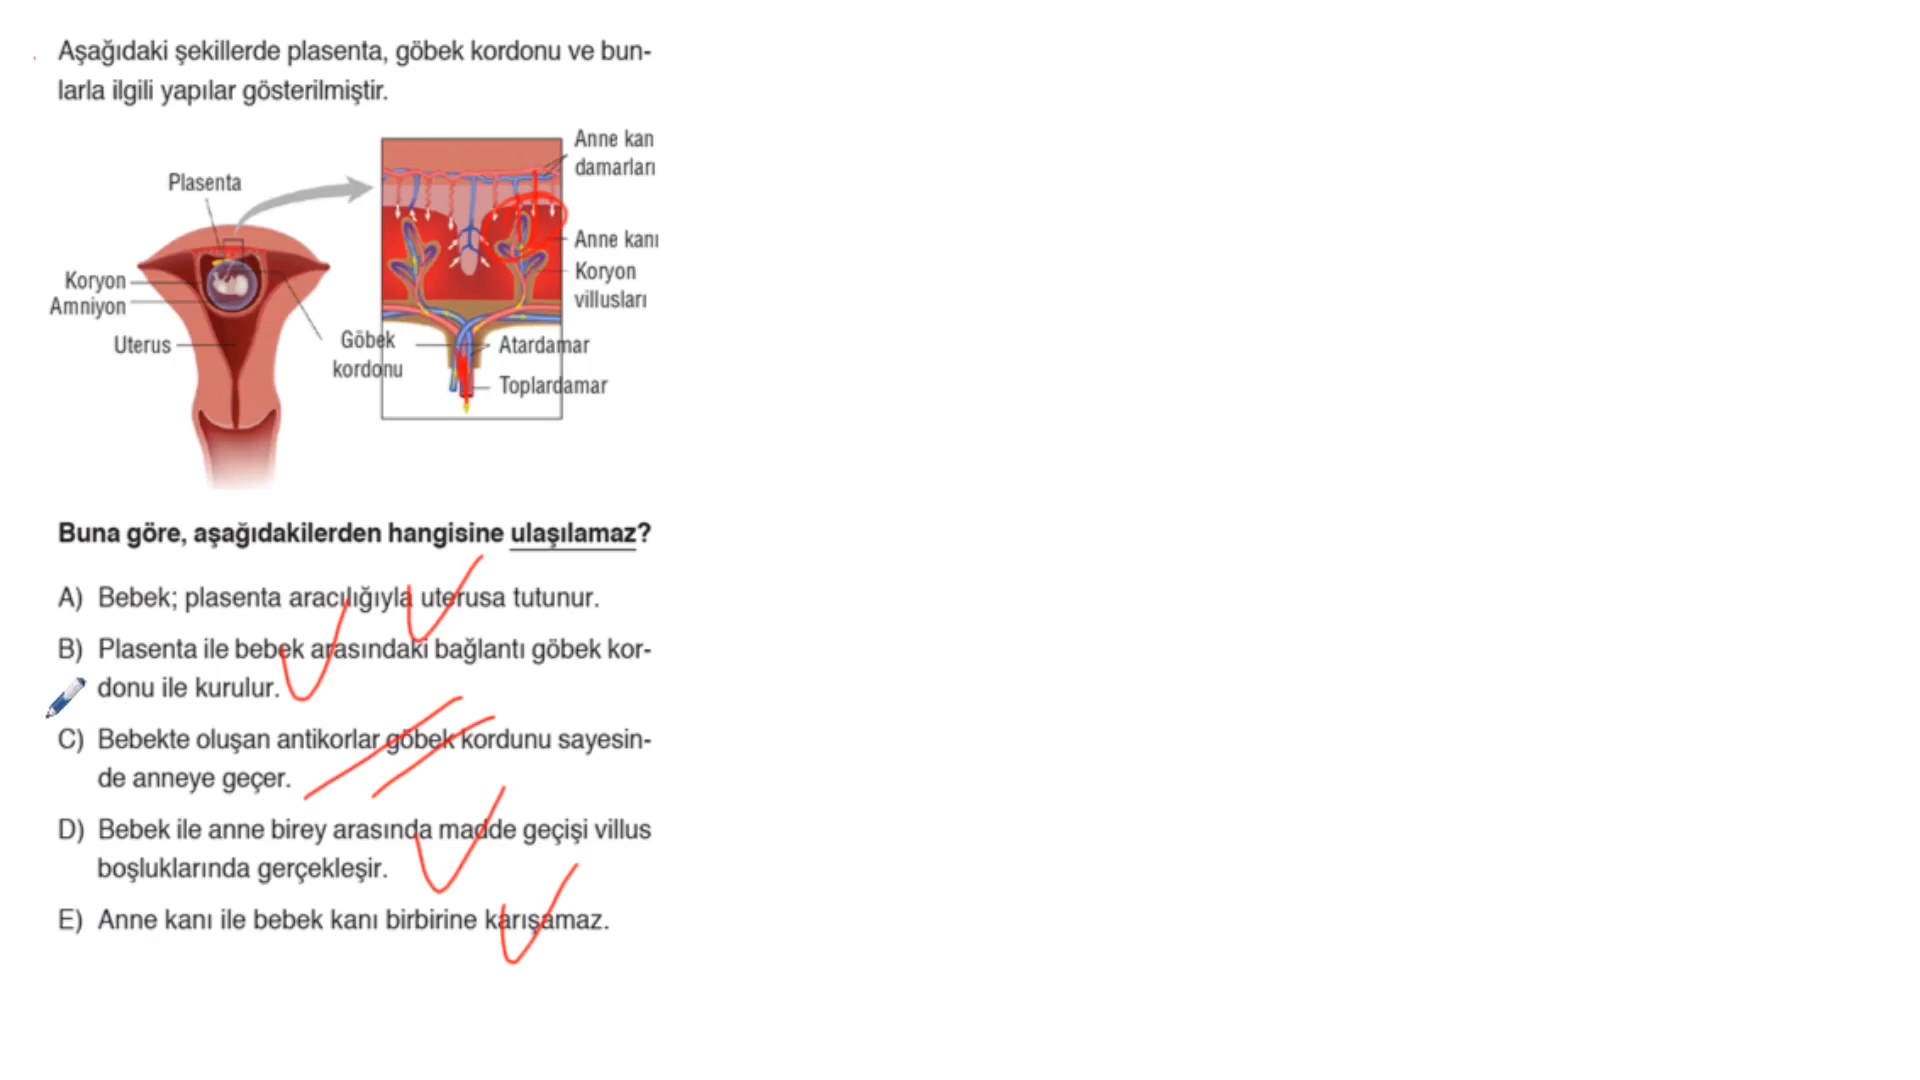 Aşağıdaki şekillerde plasenta, göbek kordonu ve bun-
larla ilgili yapılar gösterilmiştir.
Anne kan
damarları
Plasenta
Anne kanı
Koryon
villusları
Koryon
Amniyon
Uterus
Göbek
kordonu
Atardamar
Toplardamar
Buna göre, aşağıdakilerden hangisine ulaşılamaz?
A) Bebek; plasenta aracılığıyla uterusa tutunur.
B) Plasenta ile bebek arasındaki bağlantı göbek kor-
donu ile kurulur.
C) Bebekte oluşan antikorlar göbek kordunu sayesin-
de anneye geçer.
D) Bebek ile anne birey arasında madde geçişi villus
boşluklarında gerçekleşir.
E) Anne kanı ile bebek kanı birbirine karışamaz.